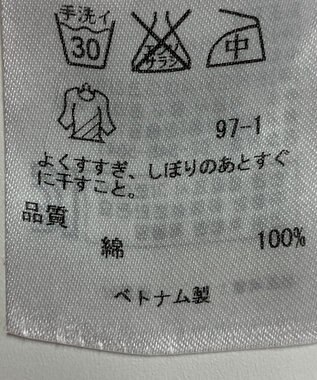 手洗イ
30
エンソ
サラシ
中
97-1
よくすすぎ、しぼりのあとすぐ
に干すこと。
品質
綿 100%
ベトナム製